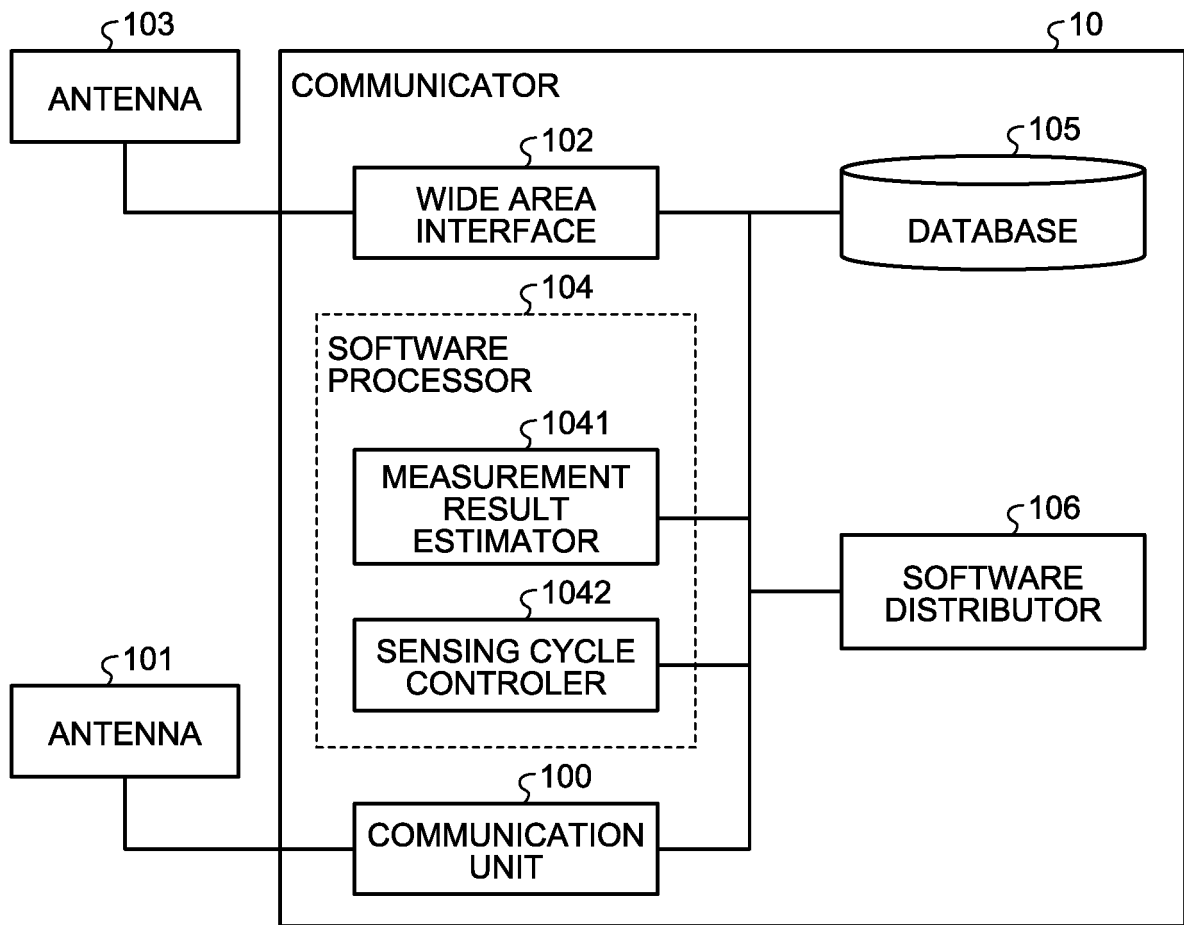 103
ANTENNA
10
COMMUNICATOR
102
WIDE AREA
INTERFACE
105
DATABASE
104
SOFTWARE
PROCESSOR
1041
MEASUREMENT
RESULT
ESTIMATOR
106
SOFTWARE
DISTRIBUTOR
1042
SENSING CYCLE
CONTROLER
101
ANTENNA
100
COMMUNICATION
UNIT